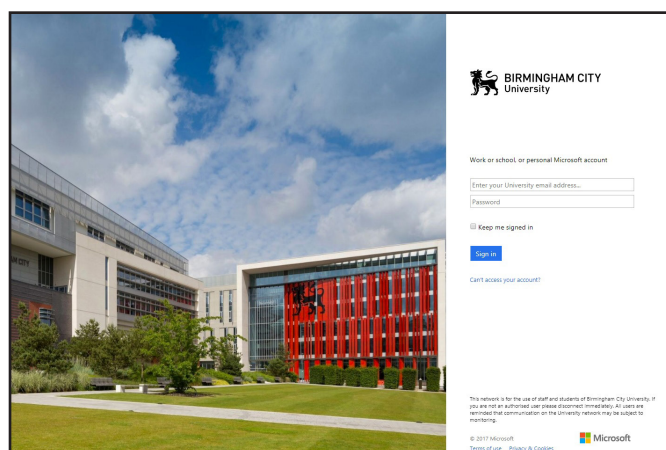 BIRMINGHAM CITY
University
Work or school, or personal Microsoft account
Enter your University email address...
Password
Keep me signed in
Sign in
Can't access your account?
This network is for the use of staff and students of Birmingham City University. If
you are not an authorised user please disconnect immediately. All users are
reminded that communication on the University network may be subject to
monitoring.
© 2017 Microsoft
Microsoft
Terms of use Privacy & Cookies